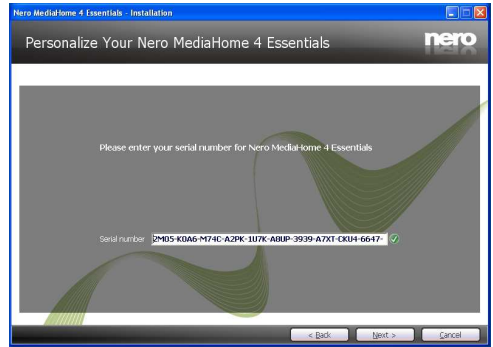 Nero MediaHome 4 Essentials - Installation
Personalize Your Nero MediaHome 4 Essentials
nero
Please enter your serial number for Nero MediaHome 4 Essentials
Serial number 2M05-K0A6-M74C-A2PK-1U7K-A8UP-3939-A7XT-CKU4-6647-
< Back Next > Cancel